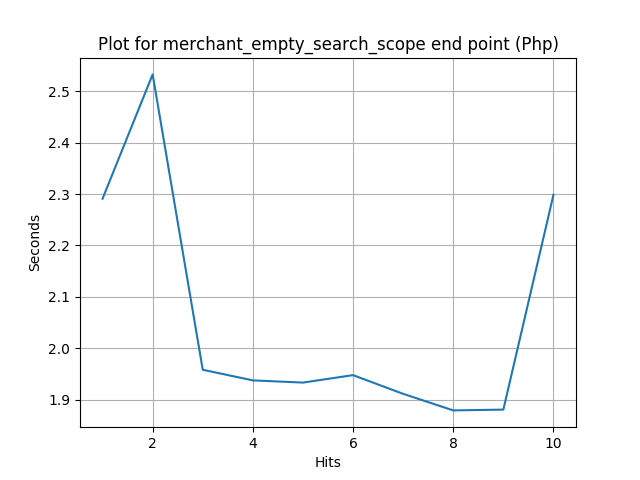 Plot for merchant_empty_search_scope end point (Php)
2.5
2.4
2.3
2.2
2.1
2.0
1.9
Seconds
2 4 6 8 10
Hits